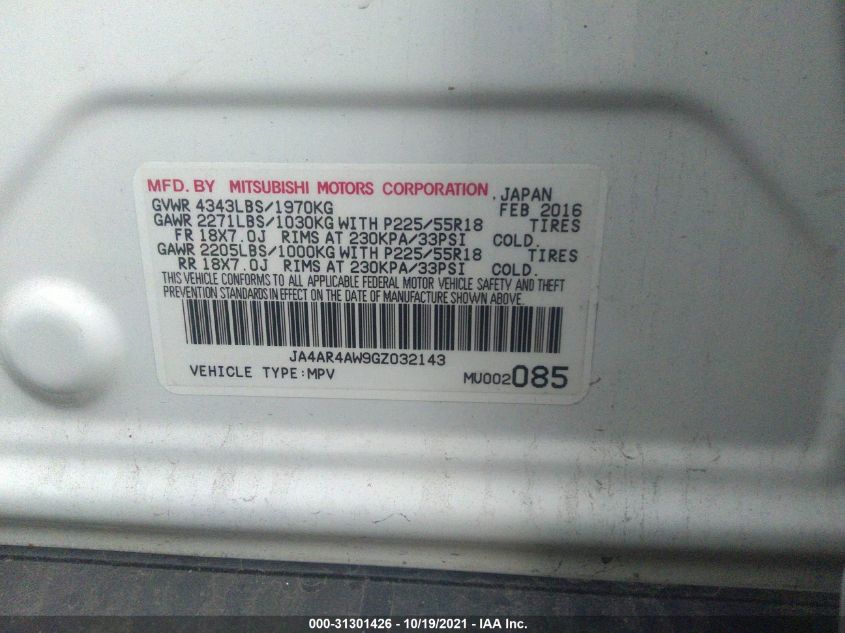 MFD. BY MITSUBISHI MOTORS CORPORATION , JAPAN
GVWR 4343LBS/1970KG FEB 2016
GAWR 2271LBS/1030KG WITH P225/55R18 TIRES
FR 18X7.0J RIMS AT 230KPA/33PSI COLD.
GAWR 2205LBS/1000KG WITH P225/55R18 TIRES
RR 18X7.0J RIMS AT 230KPA/33PSI COLD.
THIS VEHICLE CONFORMS TO ALL APPLICABLE FEDERAL MOTOR VEHICLE SAFETY AND THEFT
PREVENTION STANDARDS IN EFFECT ON THE DATE OF MANUFACTURE SHOWN ABOVE.
JA4AR4AW9GZ032143
VEHICLE TYPE:MPV MU002085
000-31301426 - 10/19/2021 - IAA Inc.